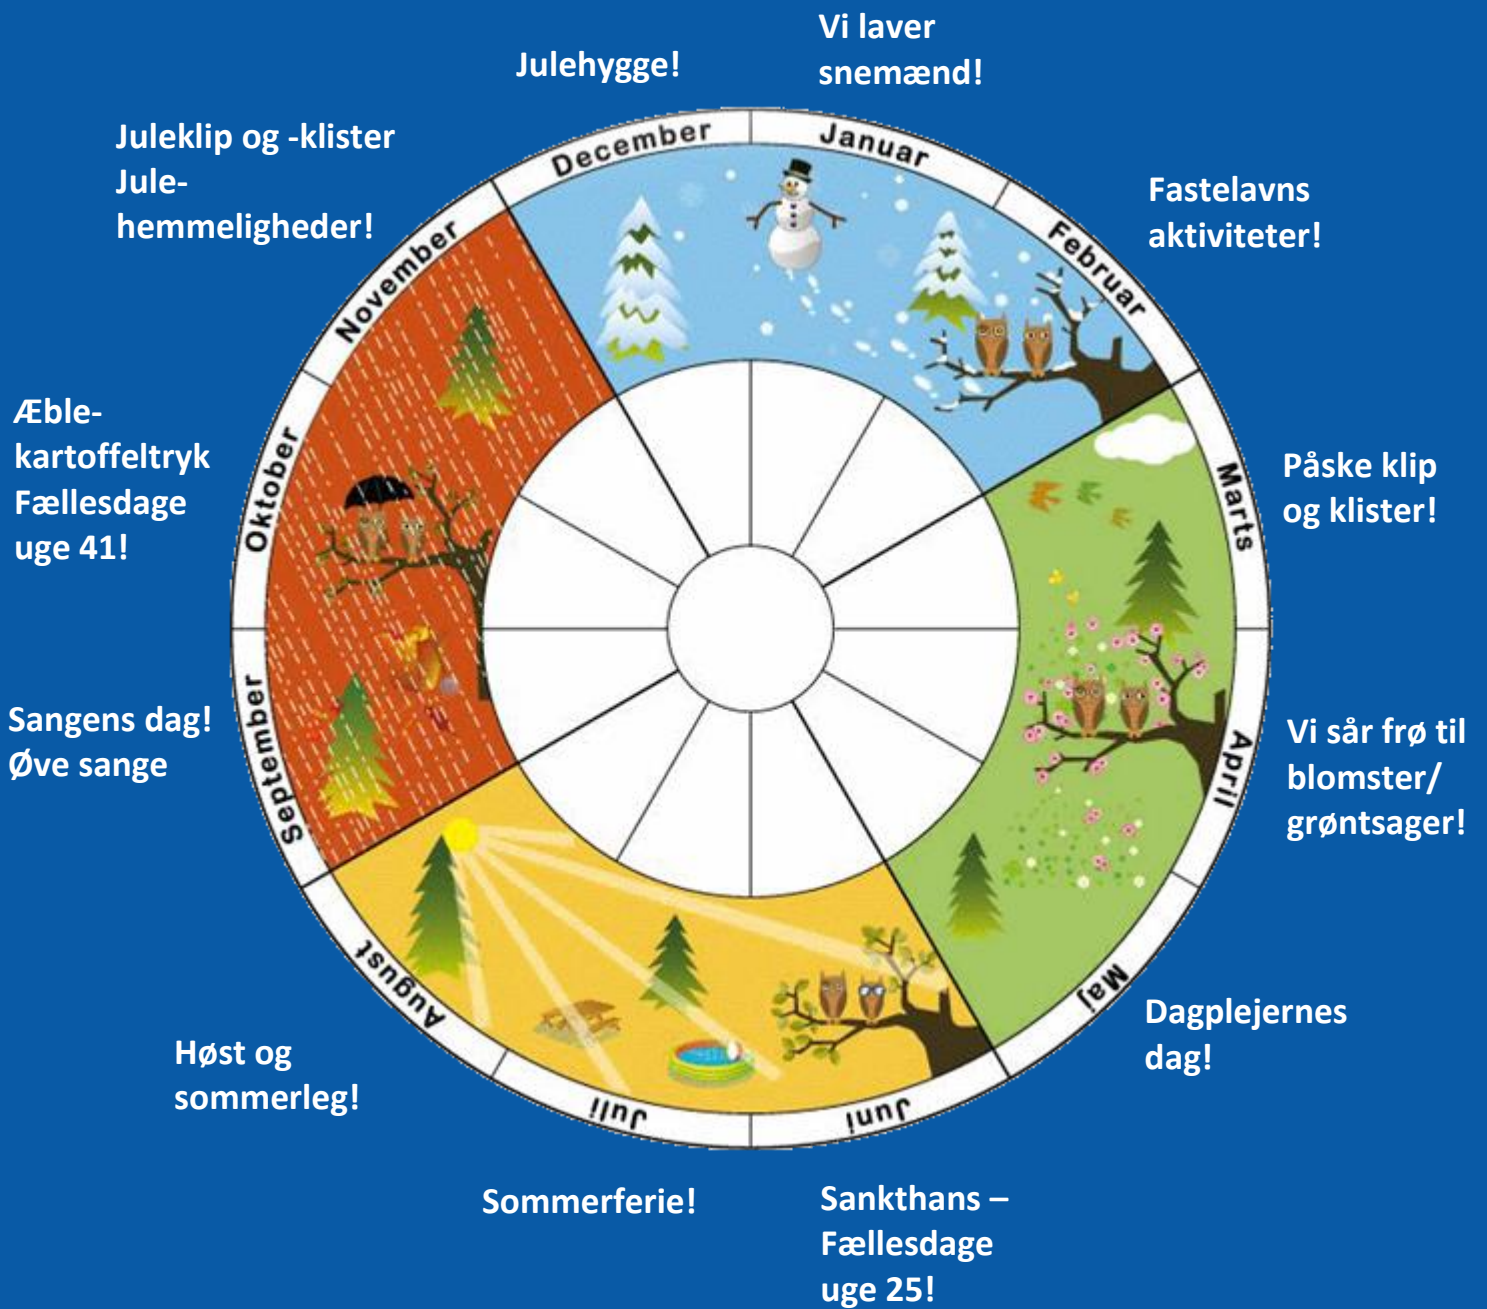 Julehygge!
Vi laver
snemænd!
Juleklip og -klister
Jule-
hemmeligheder!
Fastelavns
aktiviteter!
Æble-
kartoffeltryk
Fællesdage
uge 41!
Påske klip
og klister!
Sangens dag!
Øve sange
Vi sår frø til
blomster/
grøntsager!
Høst og
sommerleg!
Dagplejernes
dag!
Sommerferie!
Sankthans –
Fællesdage
uge 25!
Januar
Februar
Marts
April
Maj
Juni
Juli
August
September
Oktober
November
December